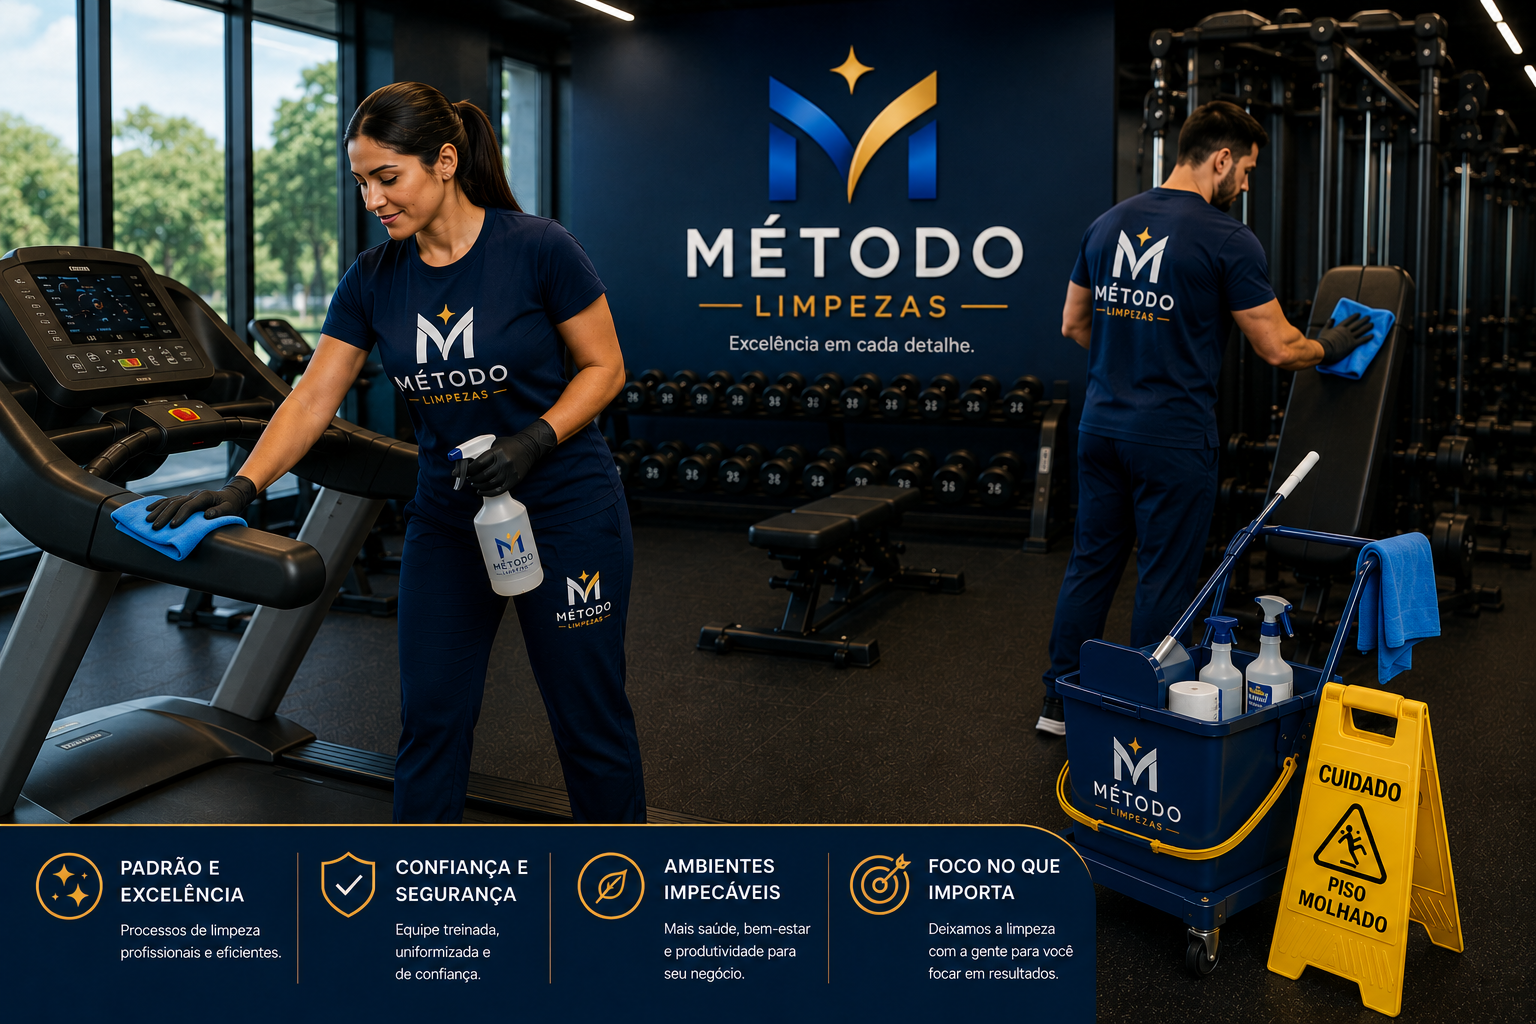 MÉTODO
LIMPEZAS
Excelência em cada detalhe.
MÉTODO
LIMPEZAS
MÉTODO
LIMPEZAS
MÉTODO
MÉTODO
LIMPEZAS
MÉTODO
LIMPEZAS
CUIDADO
PISO
MOLHADO
PADRÃO E
EXCELÊNCIA
Processos de limpeza
profissionais e eficientes.
CONFIANÇA E
SEGURANÇA
Equipe treinada,
uniformizada e
de confiança.
AMBIENTES
IMPECÁVEIS
Mais saúde, bem-estar
e produtividade para
seu negócio.
FOCO NO QUE
IMPORTA
Deixamos a limpeza
com a gente para você
focar em resultados.